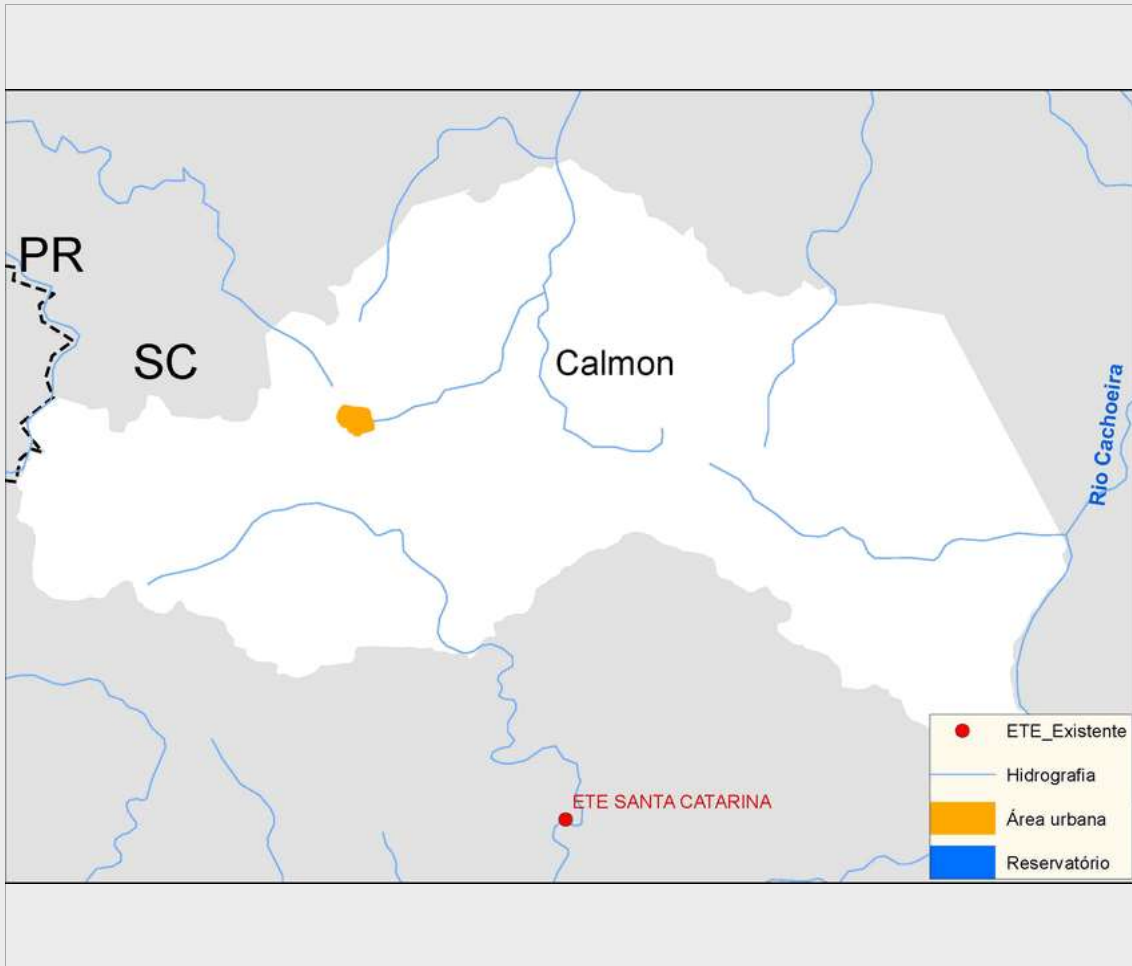 PR
SC
Calmon
Rio Cachoeira
ETE SANTA CATARINA
ETE_Existente
Hidrografia
Área urbana
Reservatório